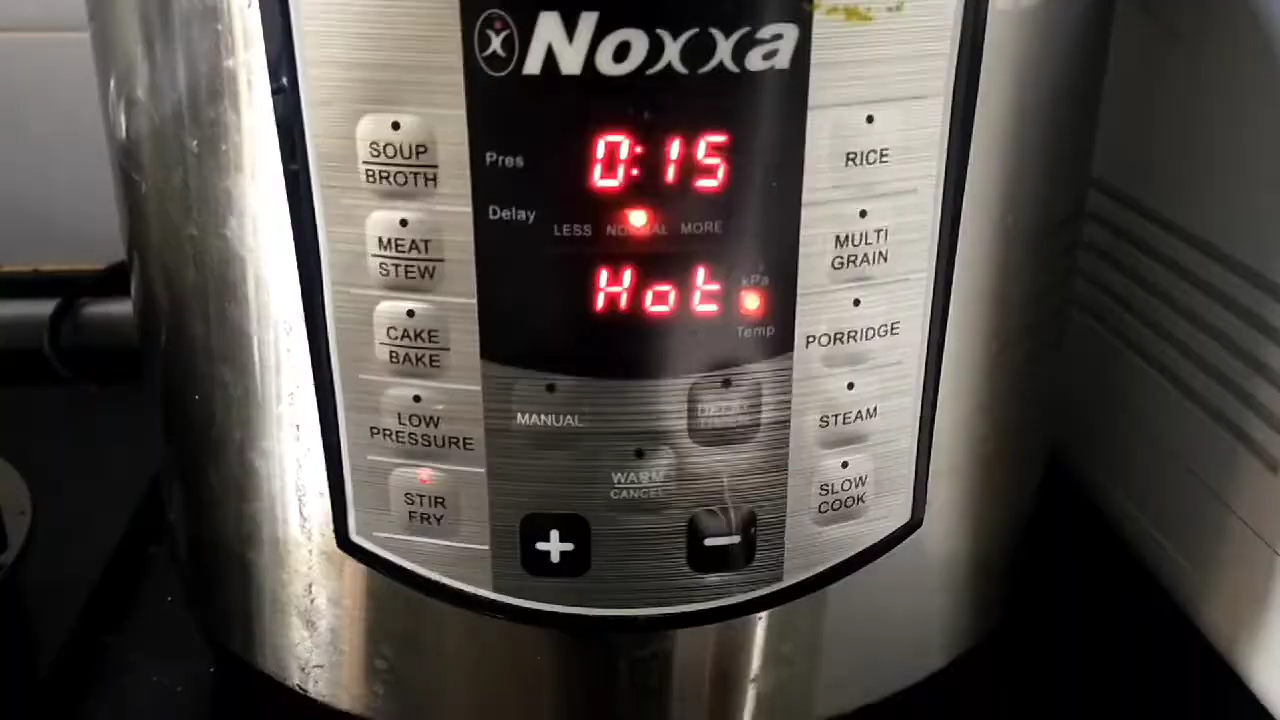 Noxxa
SOUP
BROTH
MEAT
STEW
CAKE
BAKE
LOW
PRESSURE
STIR
FRY
Pres
0:15
Delay
LESS NORMAL MORE
Hot
kPa
Temp
MANUAL
WARM
CANCEL
+
−
RICE
MULTI
GRAIN
PORRIDGE
STEAM
SLOW
COOK